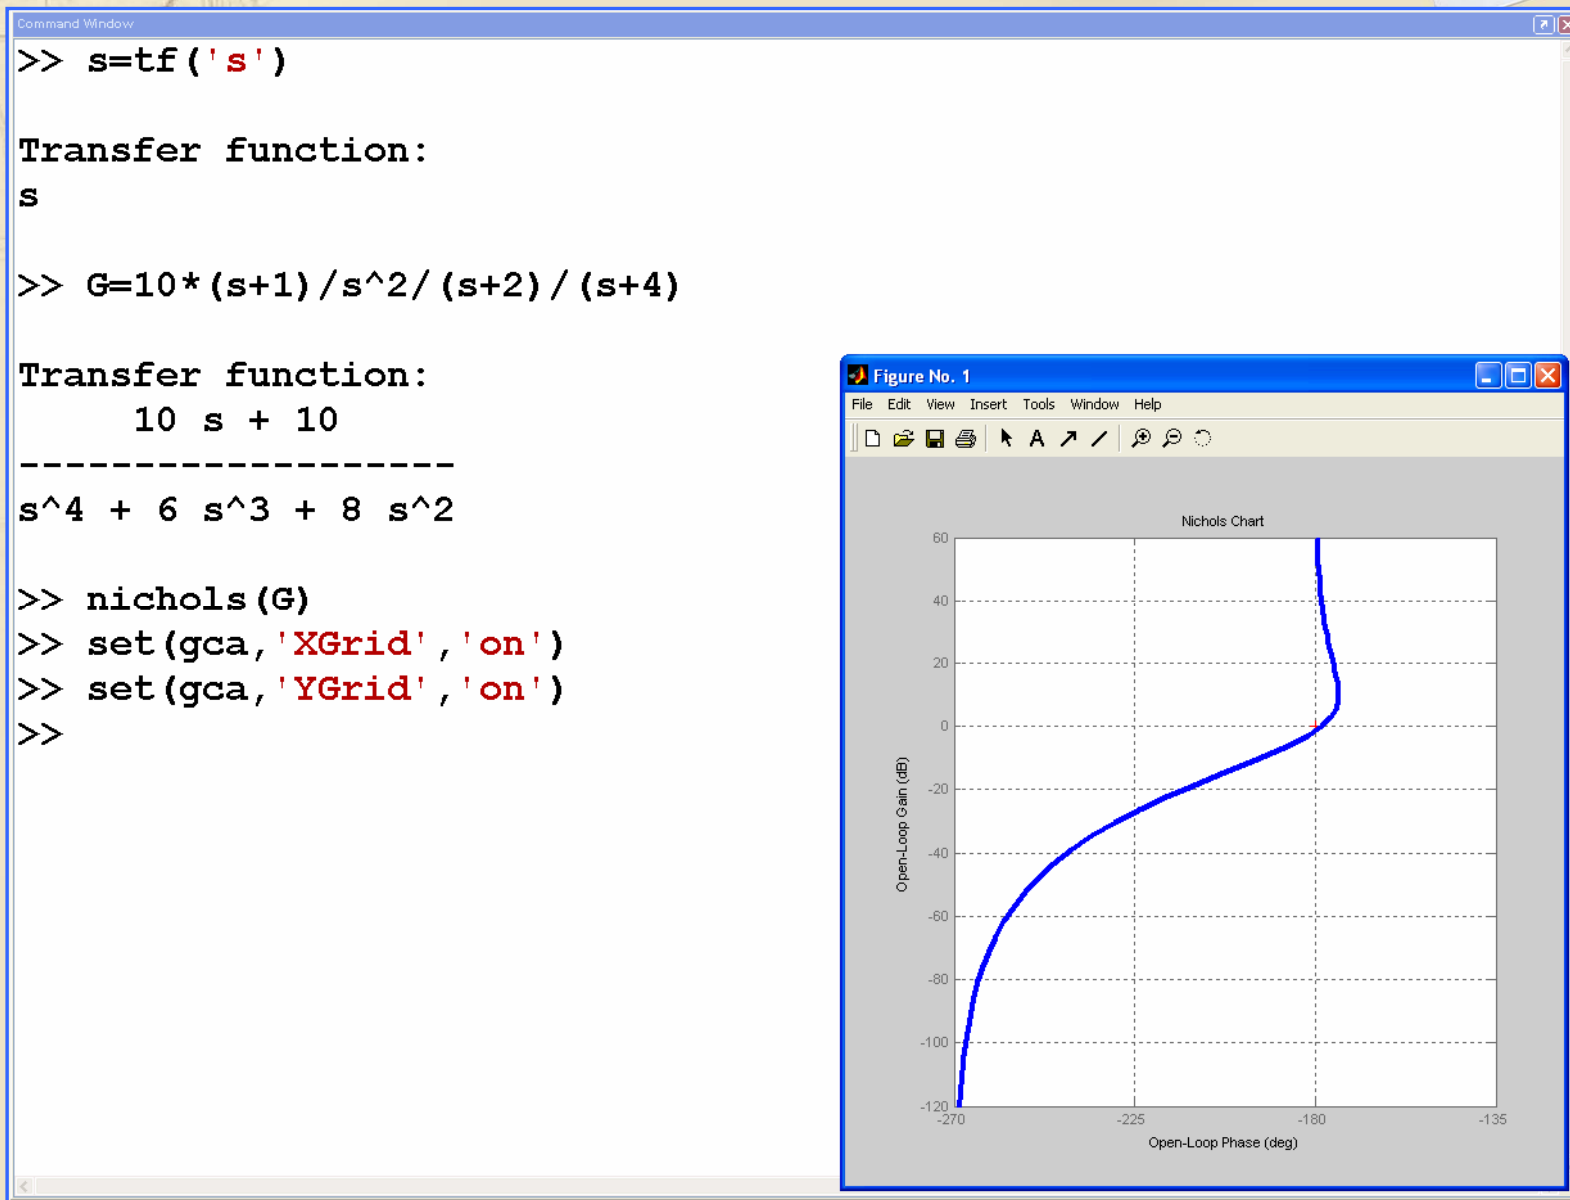 Command Window
>> s=tf('s')
Transfer function:
s
>> G=10*(s+1)/s^2/(s+2)/(s+4)
Transfer function:
10 s + 10
-------------------
s^4 + 6 s^3 + 8 s^2
>> nichols(G)
>> set(gca,'XGrid','on')
>> set(gca,'YGrid','on')
>>
Figure No. 1
File Edit View Insert Tools Window Help
A
Nichols Chart
60
40
20
0
-20
-40
-60
-80
-100
-120
Open-Loop Gain (dB)
-270 -225 -180 -135
Open-Loop Phase (deg)